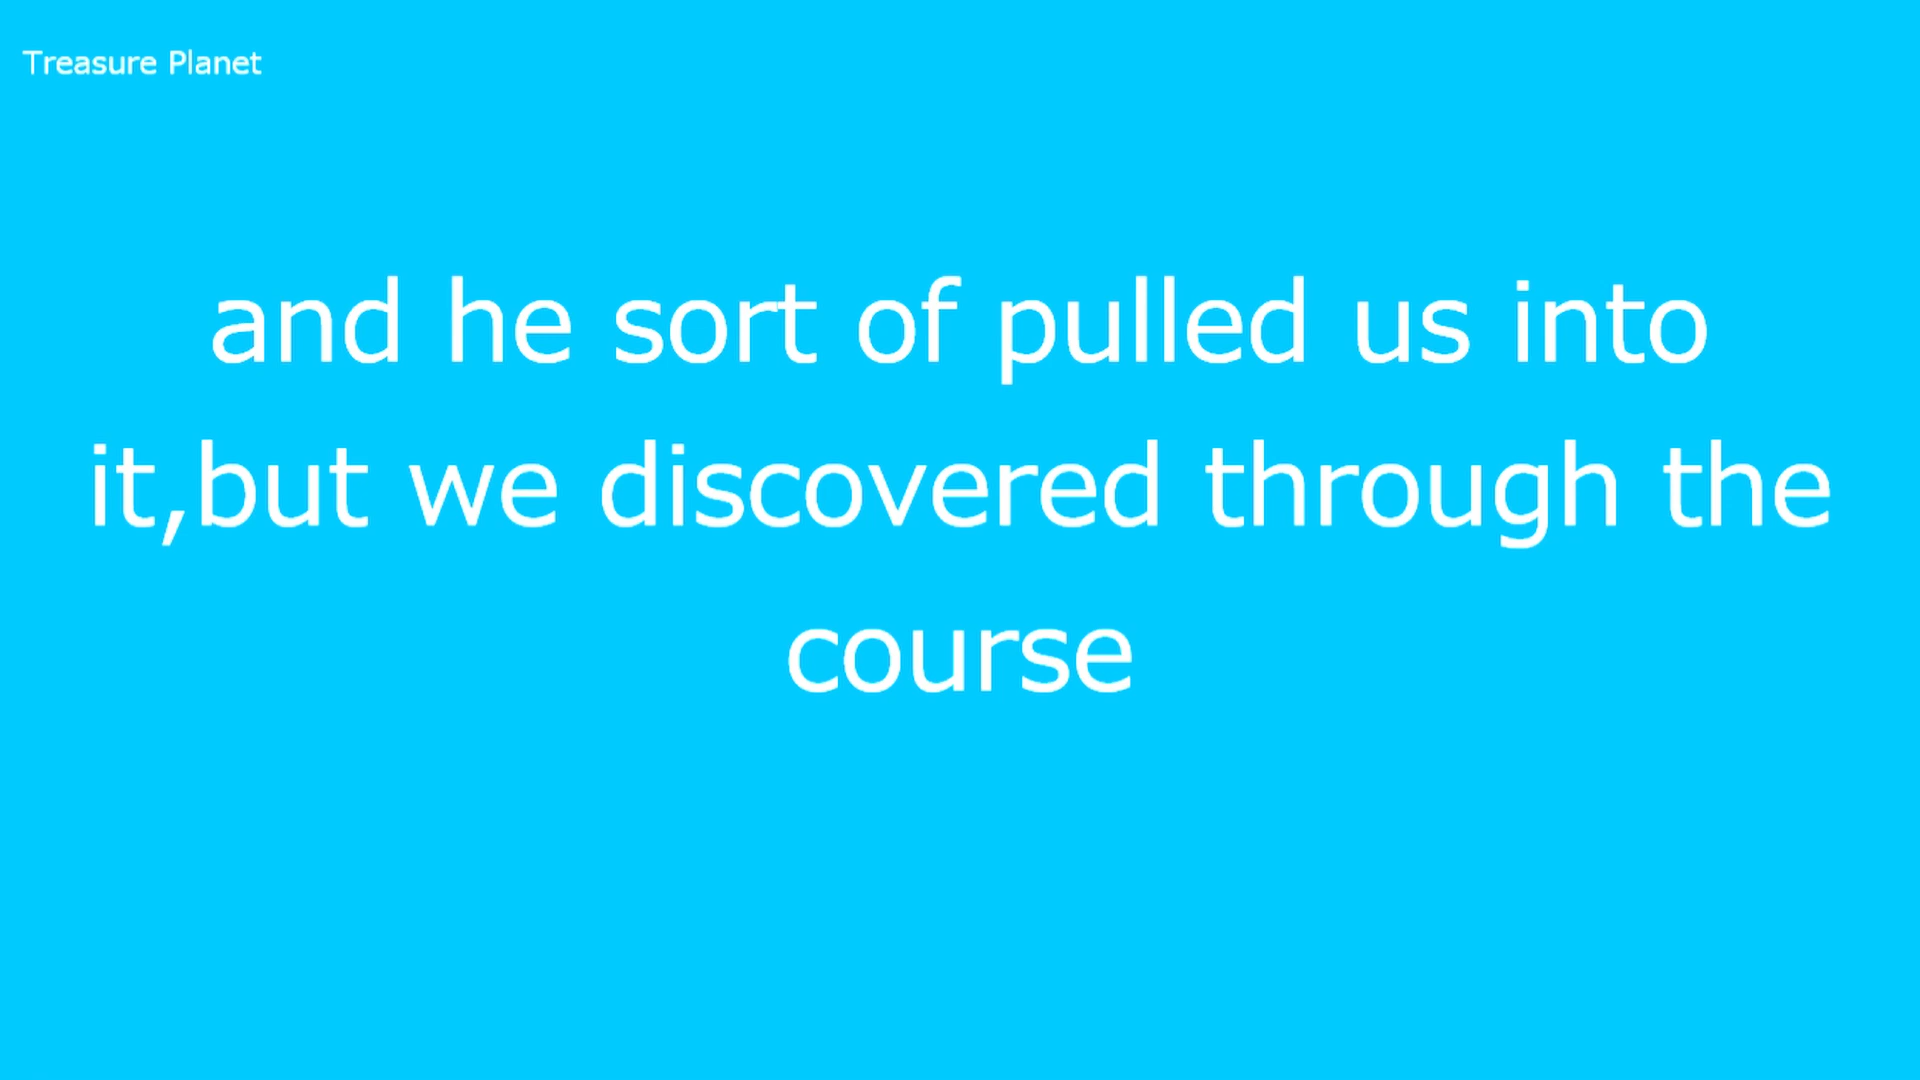 Treasure Planet
and he sort of pulled us into
it,but we discovered through the
course